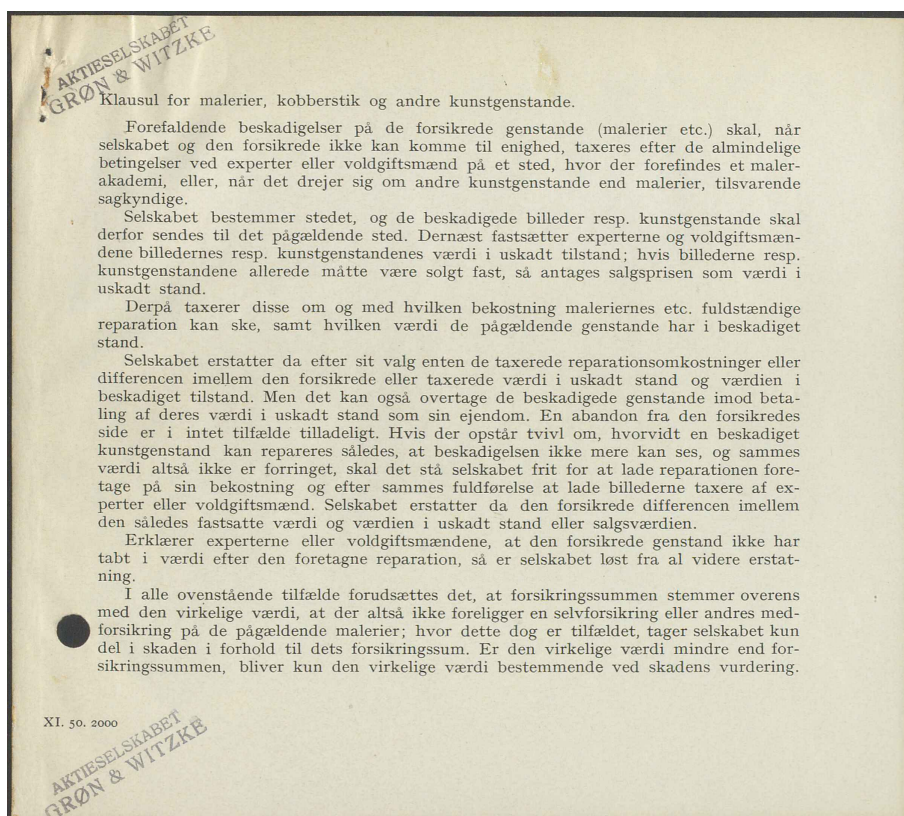 AKTIESELSKABET
GRØN & WITZKE
Klausul for malerier, kobberstik og andre kunstgenstande.
Forefaldende beskadigelser på de forsikrede genstande (malerier etc.) skal, når
selskabet og den forsikrede ikke kan komme til enighed, taxeres efter de almindelige
betingelser ved experter eller voldgiftsmænd på et sted, hvor der forefindes et maler-
akademi, eller, når det drejer sig om andre kunstgenstande end malerier, tilsvarende
sagkyndige.
Selskabet bestemmer stedet, og de beskadigede billeder resp. kunstgenstande skal
derfor sendes til det pågældende sted. Dernæst fastsætter experterne og voldgiftsmæn-
dene billedernes resp. kunstgenstandenes værdi i uskadt tilstand; hvis billederne resp.
kunstgenstandene allerede måtte være solgt fast, så antages salgsprisen som værdi i
uskadt stand.
Derpå taxerer disse om og med hvilken bekostning maleriernes etc. fuldstændige
reparation kan ske, samt hvilken værdi de pågældende genstande har i beskadiget
stand.
Selskabet erstatter da efter sit valg enten de taxerede reparationsomkostninger eller
differencen imellem den forsikrede eller taxerede værdi i uskadt stand og værdien i
beskadiget tilstand. Men det kan også overtage de beskadigede genstande imod beta-
ling af deres værdi i uskadt stand som sin ejendom. En abandon fra den forsikredes
side er i intet tilfælde tilladeligt. Hvis der opstår tvivl om, hvorvidt en beskadiget
kunstgenstand kan repareres således, at beskadigelsen ikke mere kan ses, og sammes
værdi altså ikke er forringet, skal det stå selskabet frit for at lade reparationen fore-
tage på sin bekostning og efter sammes fuldførelse at lade billederne taxere af ex-
perter eller voldgiftsmænd. Selskabet erstatter da den forsikrede differencen imellem
den således fastsatte værdi og værdien i uskadt stand eller salgsværdien.
Erklærer experterne eller voldgiftsmændene, at den forsikrede genstand ikke har
tabt i værdi efter den foretagne reparation, så er selskabet løst fra al videre erstat-
ning.
I alle ovenstående tilfælde forudsættes det, at forsikringssummen stemmer overens
med den virkelige værdi, at der altså ikke foreligger en selvforsikring eller andres med-
forsikring på de pågældende malerier; hvor dette dog er tilfældet, tager selskabet kun
del i skaden i forhold til dets forsikringssum. Er den virkelige værdi mindre end for-
sikringssummen, bliver kun den virkelige værdi bestemmende ved skadens vurdering.
XI. 50. 2000
AKTIESELSKABET
GRØN & WITZKE